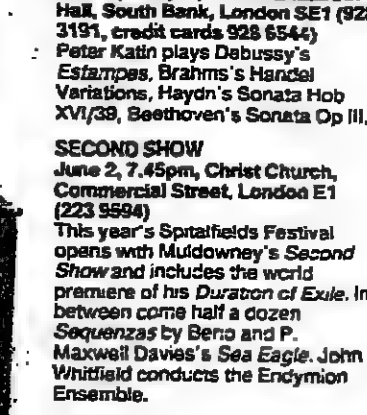 Hall, South Bank, London SE1 (928
3191, credit cards 928 6544)
Peter Katin plays Debussy's
Estampes, Brahms's Handel
Variations, Haydn's Sonata Hob
XVI/39, Beethoven's Sonata Op III,
SECOND SHOW
June 2, 7.45pm, Christ Church,
Commercial Street, London E1
(223 9594)
This year's Spitalfields Festival
opens with Muldowney's Second
Show and includes the world
premiere of his Duration of Exile. In
between come half a dozen
Sequenzas by Berio and P.
Maxwell Davies's Sea Eagle. John
Whitfield conducts the Endymion
Ensemble.